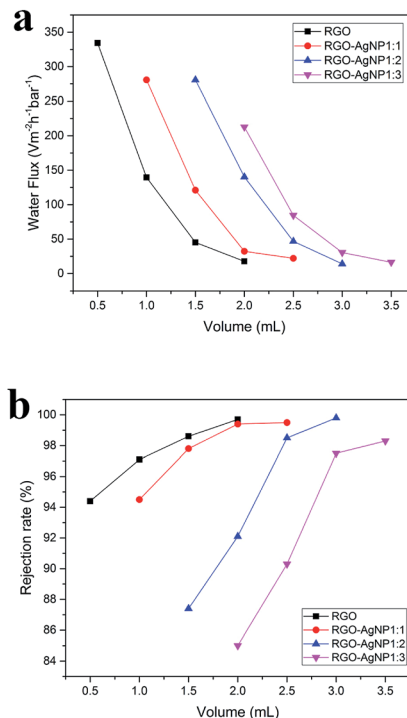 a
350
300
250
200
150
100
50
0
Water Flux (Vm⁻²h⁻¹bar⁻¹)
RGO
RGO-AgNP1:1
RGO-AgNP1:2
RGO-AgNP1:3
0.5 1.0 1.5 2.0 2.5 3.0 3.5
Volume (mL)
b
100
98
96
94
92
90
88
86
84
Rejection rate (%)
RGO
RGO-AgNP1:1
RGO-AgNP1:2
RGO-AgNP1:3
0.5 1.0 1.5 2.0 2.5 3.0 3.5
Volume (mL)